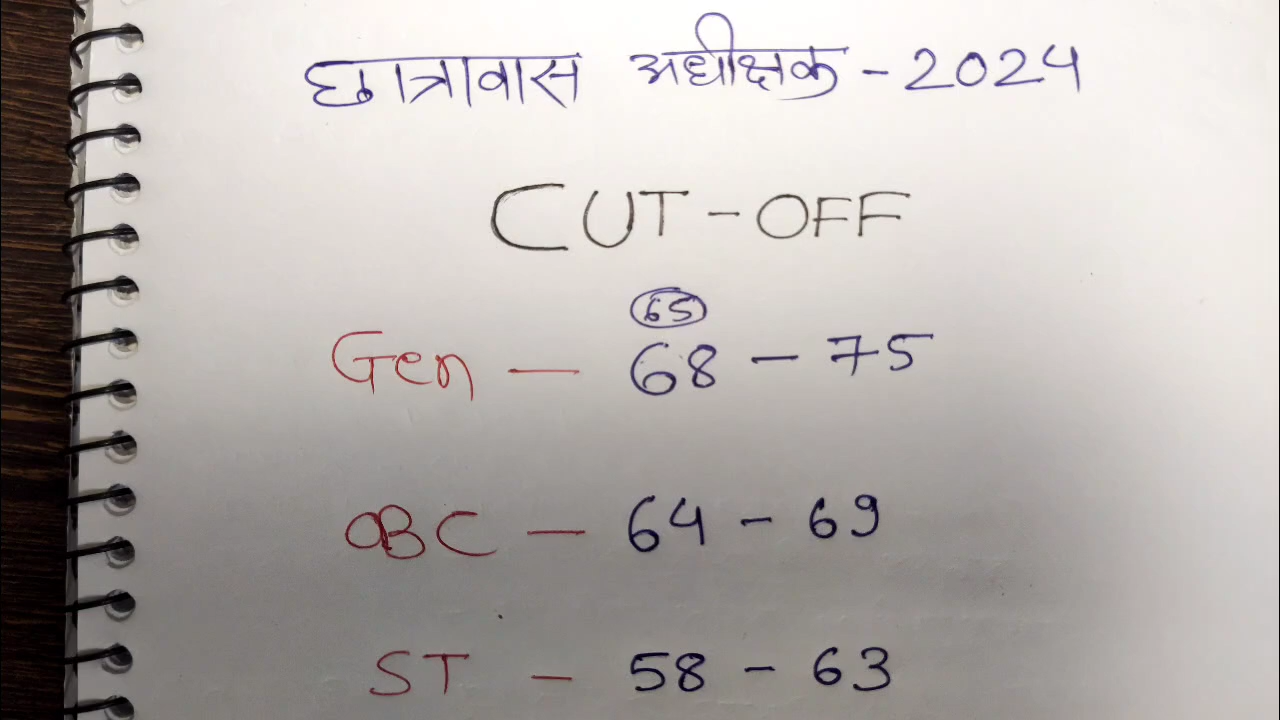 छात्रावास अधीक्षक - 2024
CUT - OFF
65
Gen — 68 - 75
OBC — 64 - 69
ST - 58 - 63